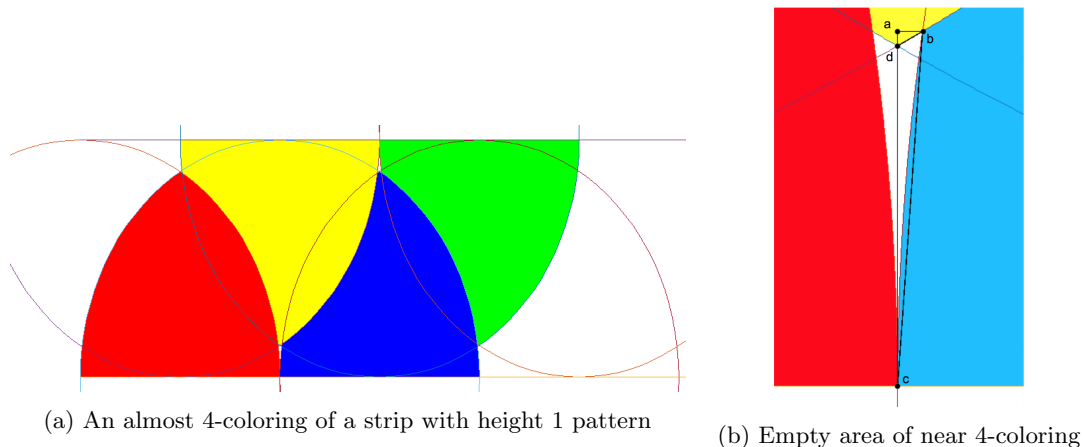 a
b
d
c
(a) An almost 4-coloring of a strip with height 1 pattern
(b) Empty area of near 4-coloring